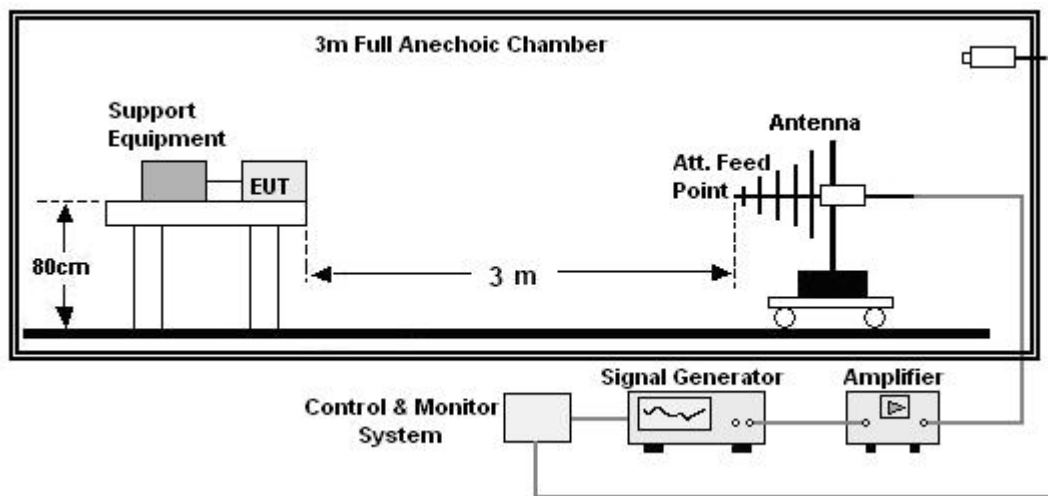 3m Full Anechoic Chamber
Support
Equipment
EUT
Antenna
Att. Feed
Point
80cm
3 m
Signal Generator
Amplifier
Control & Monitor
System